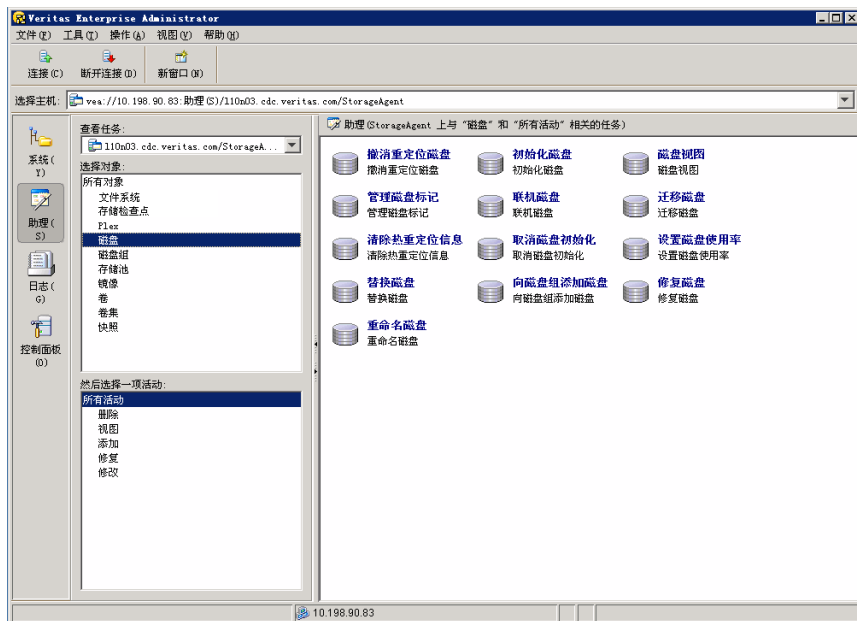 Veritas Enterprise Administrator
文件(F) 工具(T) 操作(A) 视图(V) 帮助(H)
连接(C) 断开连接(D) 新窗口(N)
选择主机: vea://10.198.90.83:助理(S)/l10n03.cdc.veritas.com/StorageAgent
系统(Y)
助理(S)
日志(G)
控制面板(O)
查看任务:
l10n03.cdc.veritas.com/StorageA...
选择对象:
所有对象
文件系统
存储检查点
Plex
磁盘
磁盘组
存储池
镜像
卷
卷集
快照
然后选择一项活动:
所有活动
删除
视图
添加
修复
修改
助理(StorageAgent 上与 "磁盘" 和 "所有活动" 相关的任务)
撤消重定位磁盘 初始化磁盘 磁盘视图
撤消重定位磁盘 初始化磁盘 磁盘视图
管理磁盘标记 联机磁盘 迁移磁盘
管理磁盘标记 联机磁盘 迁移磁盘
清除热重定位信息 取消磁盘初始化 设置磁盘使用率
清除热重定位信息 取消磁盘初始化 设置磁盘使用率
替换磁盘 向磁盘组添加磁盘 修复磁盘
替换磁盘 向磁盘组添加磁盘 修复磁盘
重命名磁盘
重命名磁盘
10.198.90.83